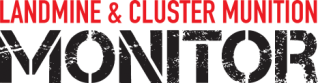 LANDMINE & CLUSTER MUNITION
MONITOR